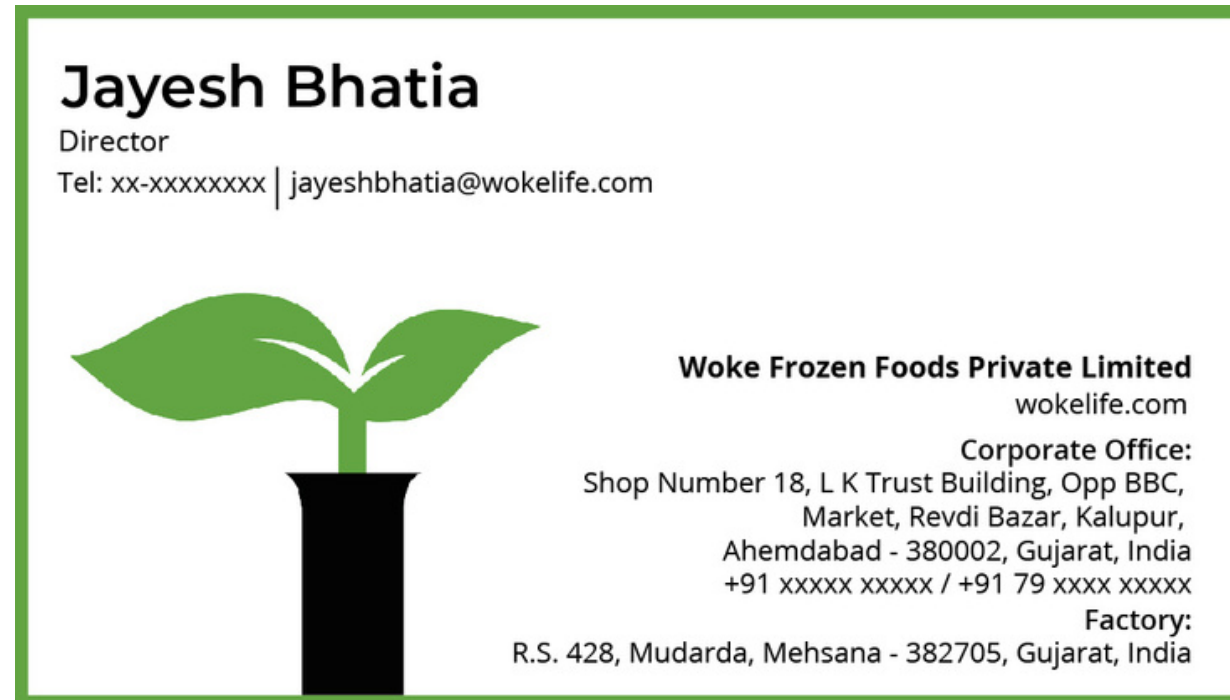 Jayesh Bhatia
Director
Tel: xx-xxxxxxxx | jayeshbhatia@wokelife.com
Woke Frozen Foods Private Limited
wokelife.com
Corporate Office:
Shop Number 18, L K Trust Building, Opp BBC,
Market, Revdi Bazar, Kalupur,
Ahemdabad - 380002, Gujarat, India
+91 xxxxx xxxxx / +91 79 xxxx xxxxx
Factory:
R.S. 428, Mudarda, Mehsana - 382705, Gujarat, India